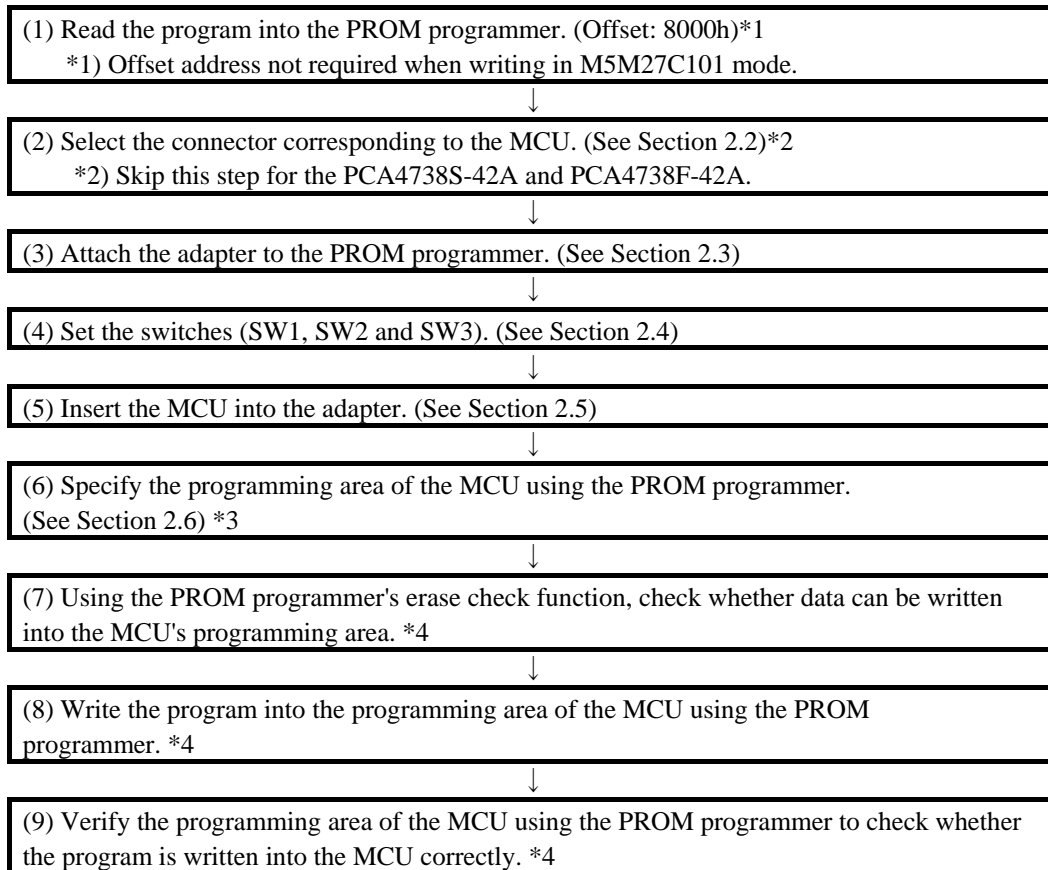 (1) Read the program into the PROM programmer. (Offset: 8000h)*1
*1) Offset address not required when writing in M5M27C101 mode.
↓
(2) Select the connector corresponding to the MCU. (See Section 2.2)*2
*2) Skip this step for the PCA4738S-42A and PCA4738F-42A.
↓
(3) Attach the adapter to the PROM programmer. (See Section 2.3)
↓
(4) Set the switches (SW1, SW2 and SW3). (See Section 2.4)
↓
(5) Insert the MCU into the adapter. (See Section 2.5)
↓
(6) Specify the programming area of the MCU using the PROM programmer.
(See Section 2.6) *3
↓
(7) Using the PROM programmer's erase check function, check whether data can be written
into the MCU's programming area. *4
↓
(8) Write the program into the programming area of the MCU using the PROM
programmer. *4
↓
(9) Verify the programming area of the MCU using the PROM programmer to check whether
the program is written into the MCU correctly. *4